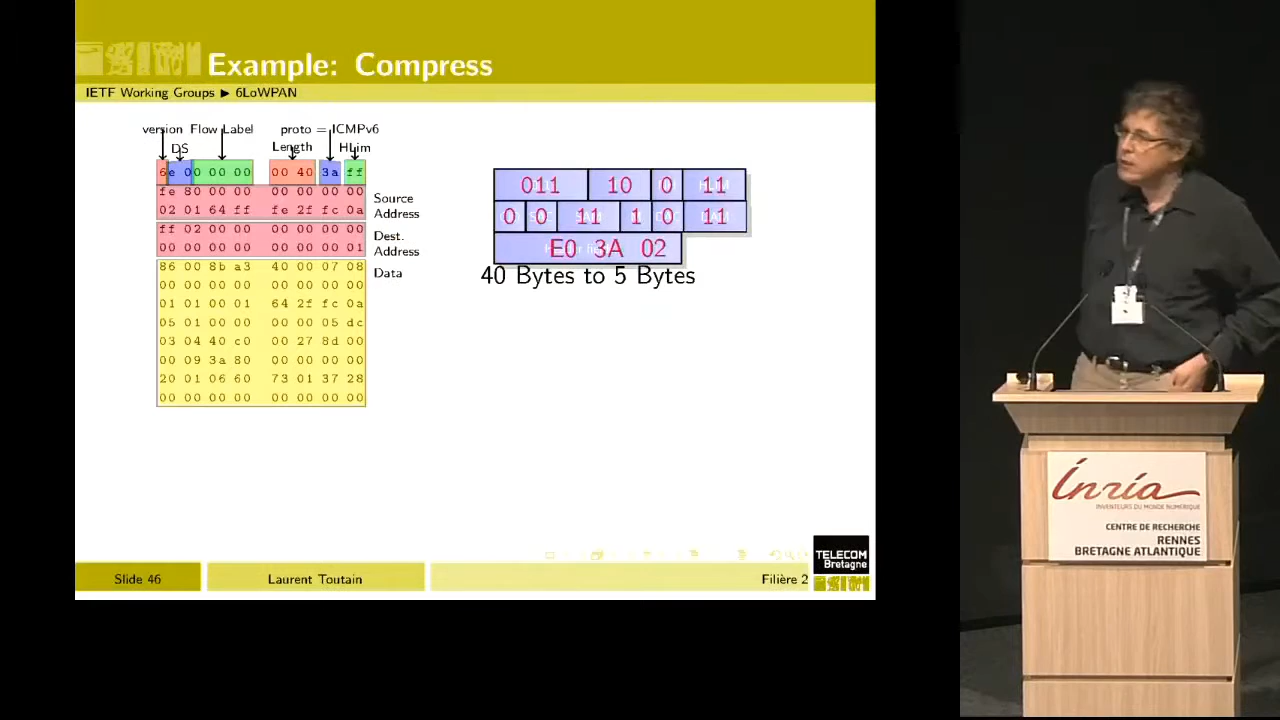 Example: Compress
IETF Working Groups ▶ 6LoWPAN
version Flow Label proto = ICMPv6
DS Length HLim
6e 00 00 00 00 40 3a ff
fe 80 00 00 00 00 00 00
02 01 64 ff fe 2f fc 0a
Source
Address
ff 02 00 00 00 00 00 00
00 00 00 00 00 00 00 01
Dest.
Address
86 00 8b a3 40 00 07 08
Data
00 00 00 00 00 00 00 00
01 01 00 01 64 2f fc 0a
05 01 00 00 00 00 05 dc
03 04 40 c0 00 27 8d 00
00 09 3a 80 00 00 00 00
20 01 06 60 73 01 37 28
00 00 00 00 00 00 00 00
011 10 0 11
0 0 11 1 0 11
E0 3A 02
40 Bytes to 5 Bytes
TELECOM
Bretagne
Slide 46
Laurent Toutain
Filière 2
Inria
INVENTEURS DU MONDE NUMÉRIQUE
CENTRE DE RECHERCHE
RENNES
BRETAGNE ATLANTIQUE